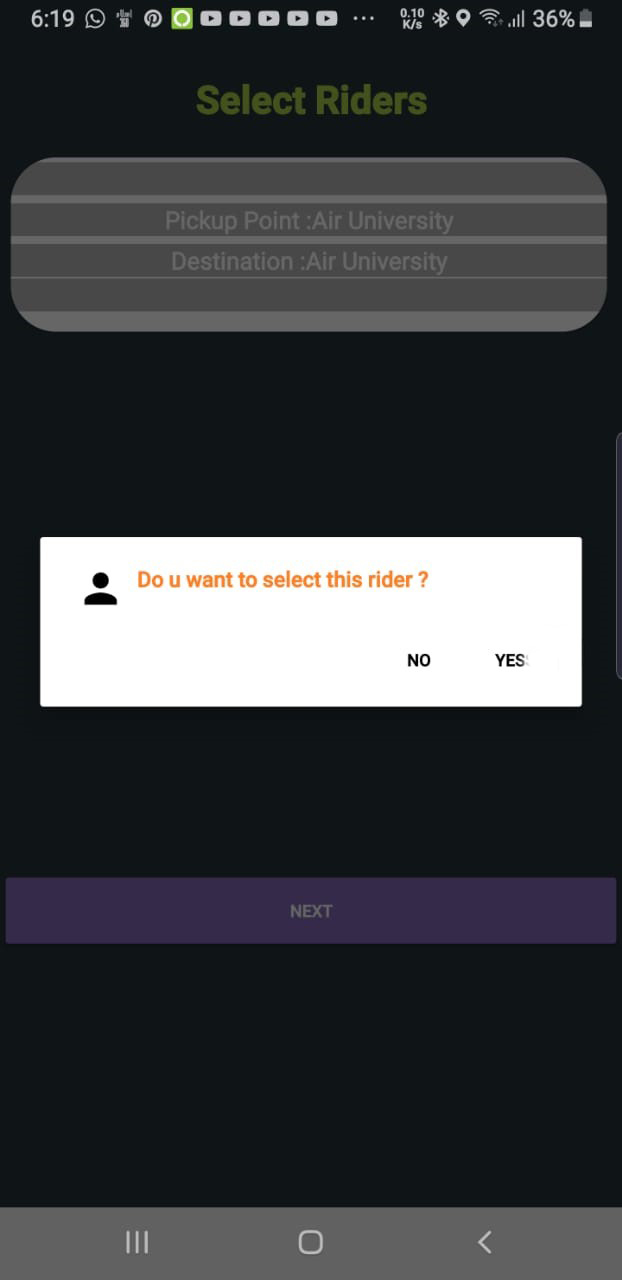 6:19 0.10 K/s 36%
Select Riders
Pickup Point :Air University
Destination :Air University
Do u want to select this rider ?
NO YES
NEXT